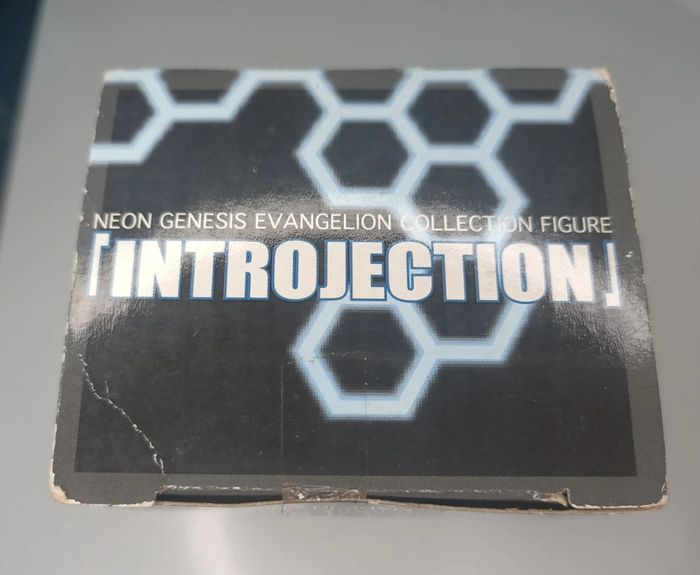 NEON GENESIS EVANGELION COLLECTION FIGURE
「INTROJECTION」